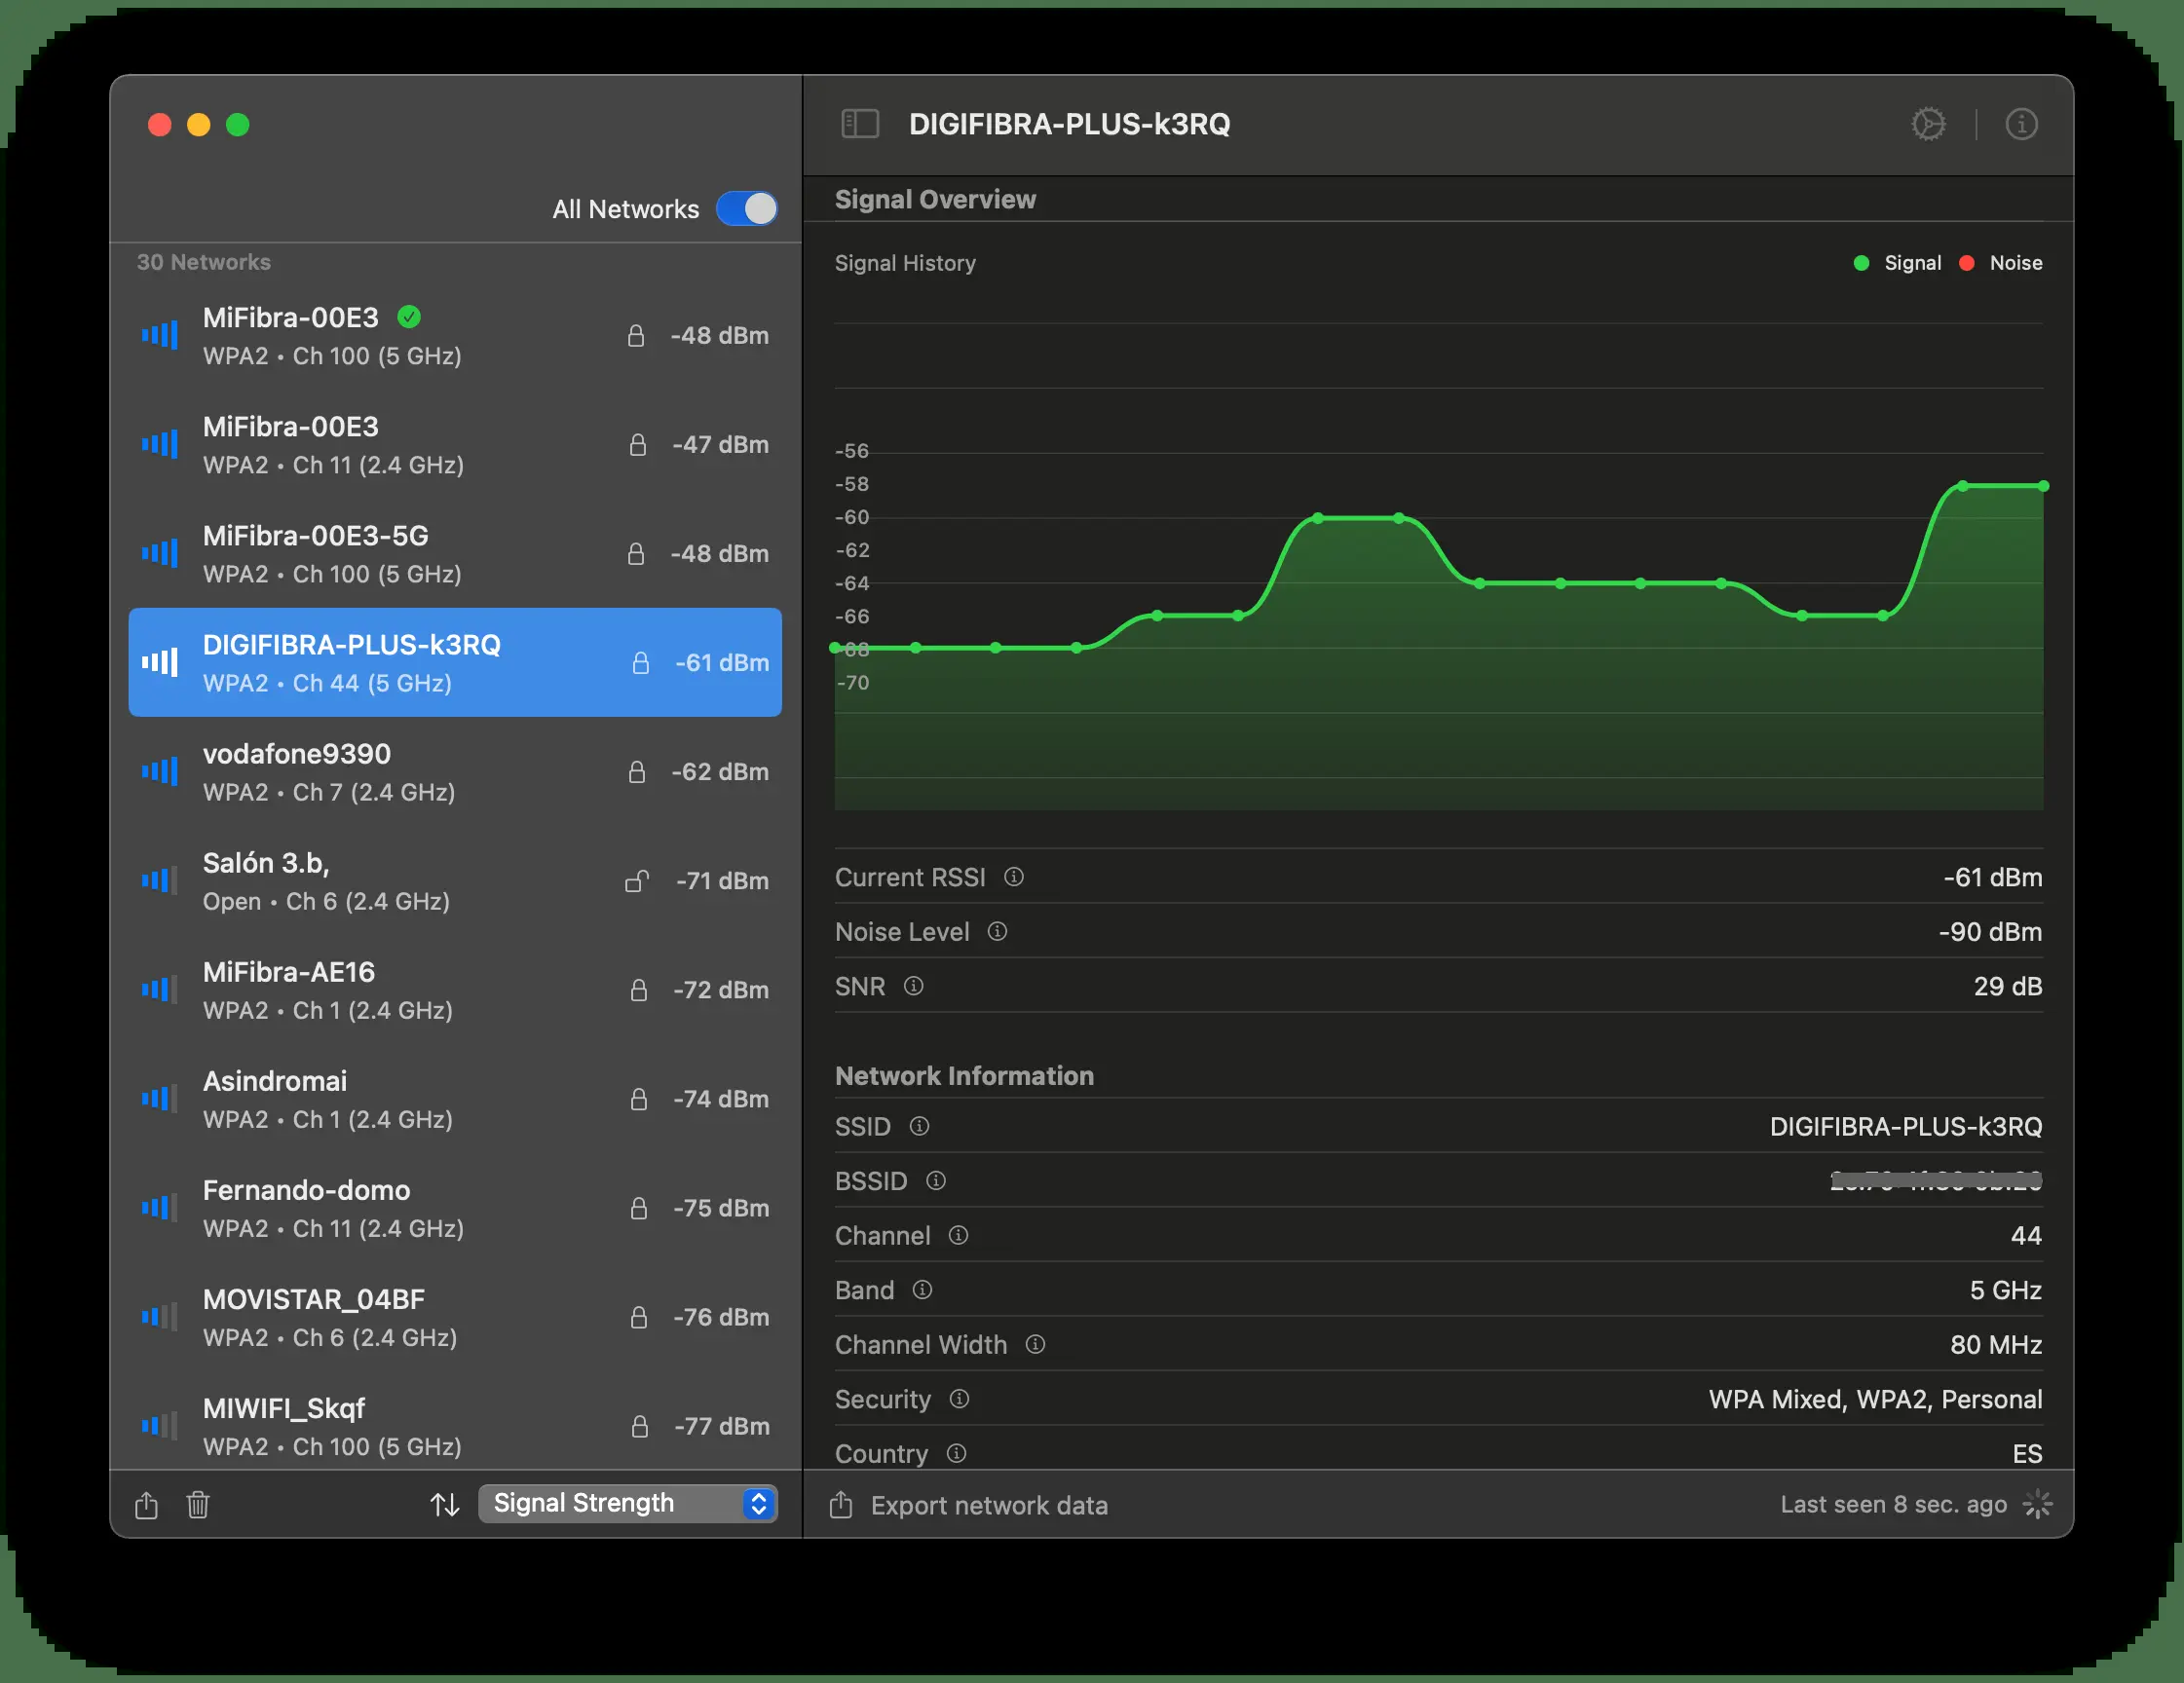 DIGIFIBRA-PLUS-k3RQ
All Networks
30 Networks
MiFibra-00E3
WPA2 • Ch 100 (5 GHz)
-48 dBm
MiFibra-00E3
WPA2 • Ch 11 (2.4 GHz)
-47 dBm
MiFibra-00E3-5G
WPA2 • Ch 100 (5 GHz)
-48 dBm
DIGIFIBRA-PLUS-k3RQ
WPA2 • Ch 44 (5 GHz)
-61 dBm
vodafone9390
WPA2 • Ch 7 (2.4 GHz)
-62 dBm
Salón 3.b,
Open • Ch 6 (2.4 GHz)
-71 dBm
MiFibra-AE16
WPA2 • Ch 1 (2.4 GHz)
-72 dBm
Asindromai
WPA2 • Ch 1 (2.4 GHz)
-74 dBm
Fernando-domo
WPA2 • Ch 11 (2.4 GHz)
-75 dBm
MOVISTAR_04BF
WPA2 • Ch 6 (2.4 GHz)
-76 dBm
MIWIFI_Skqf
WPA2 • Ch 100 (5 GHz)
-77 dBm
Signal Strength
Signal Overview
Signal History
Signal
Noise
-56
-58
-60
-62
-64
-66
-68
-70
Current RSSI
-61 dBm
Noise Level
-90 dBm
SNR
29 dB
Network Information
SSID
DIGIFIBRA-PLUS-k3RQ
BSSID
Channel
44
Band
5 GHz
Channel Width
80 MHz
Security
WPA Mixed, WPA2, Personal
Country
ES
Export network data
Last seen 8 sec. ago